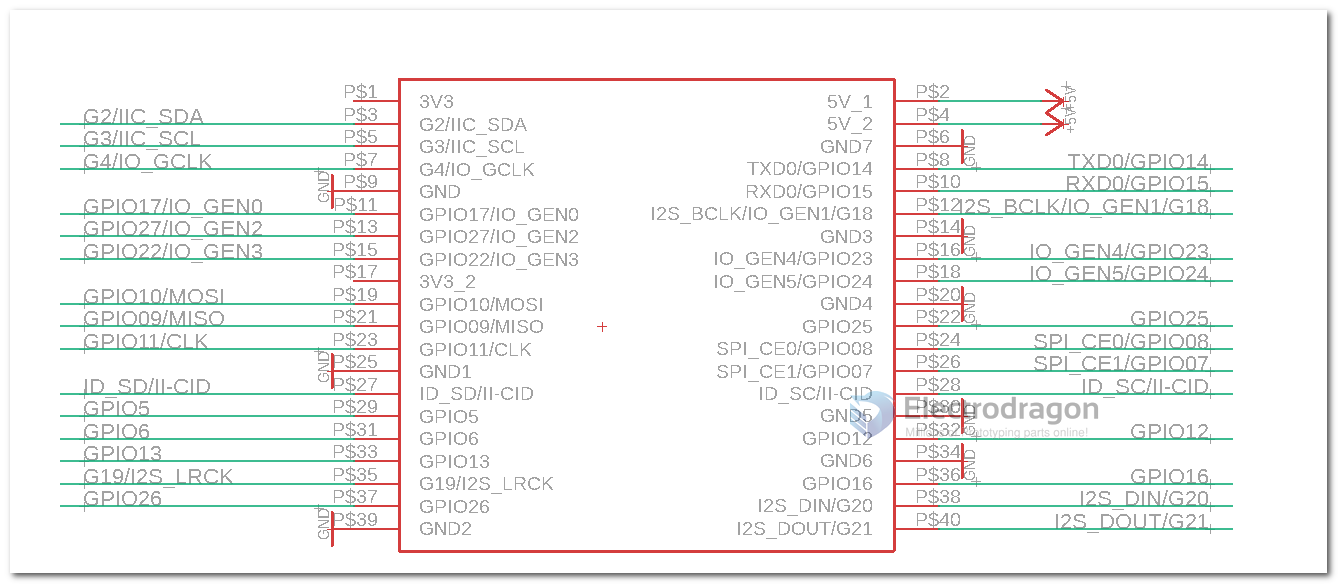 P$1 3V3 5V_1 P$2 +5V
G2/IIC_SDA P$3 G2/IIC_SDA 5V_2 P$4 +5V
G3/IIC_SCL P$5 G3/IIC_SCL GND7 P$6 GND
G4/IO_GCLK P$7 G4/IO_GCLK TXD0/GPIO14 P$8 TXD0/GPIO14
GND P$9 GND RXD0/GPIO15 P$10 RXD0/GPIO15
GPIO17/IO_GEN0 P$11 GPIO17/IO_GEN0 I2S_BCLK/IO_GEN1/G18 P$12 I2S_BCLK/IO_GEN1/G18
GPIO27/IO_GEN2 P$13 GPIO27/IO_GEN2 GND3 P$14 GND
GPIO22/IO_GEN3 P$15 GPIO22/IO_GEN3 IO_GEN4/GPIO23 P$16 IO_GEN4/GPIO23
P$17 3V3_2 IO_GEN5/GPIO24 P$18 IO_GEN5/GPIO24
GPIO10/MOSI P$19 GPIO10/MOSI GND4 P$20 GND
GPIO09/MISO P$21 GPIO09/MISO GPIO25 P$22 GPIO25
GPIO11/CLK P$23 GPIO11/CLK SPI_CE0/GPIO08 P$24 SPI_CE0/GPIO08
GND P$25 GND1 SPI_CE1/GPIO07 P$26 SPI_CE1/GPIO07
ID_SD/II-CID P$27 ID_SD/II-CID ID_SC/II-CID P$28 ID_SC/II-CID
GPIO5 P$29 GPIO5 GND5 P$30 GND
Electrodragon
GPIO6 P$31 GPIO6 GPIO12 P$32 GPIO12
prototyping parts online!
GPIO13 P$33 GPIO13 GND6 P$34 GND
G19/I2S_LRCK P$35 G19/I2S_LRCK GPIO16 P$36 GPIO16
GPIO26 P$37 GPIO26 I2S_DIN/G20 P$38 I2S_DIN/G20
GND P$39 GND2 I2S_DOUT/G21 P$40 I2S_DOUT/G21